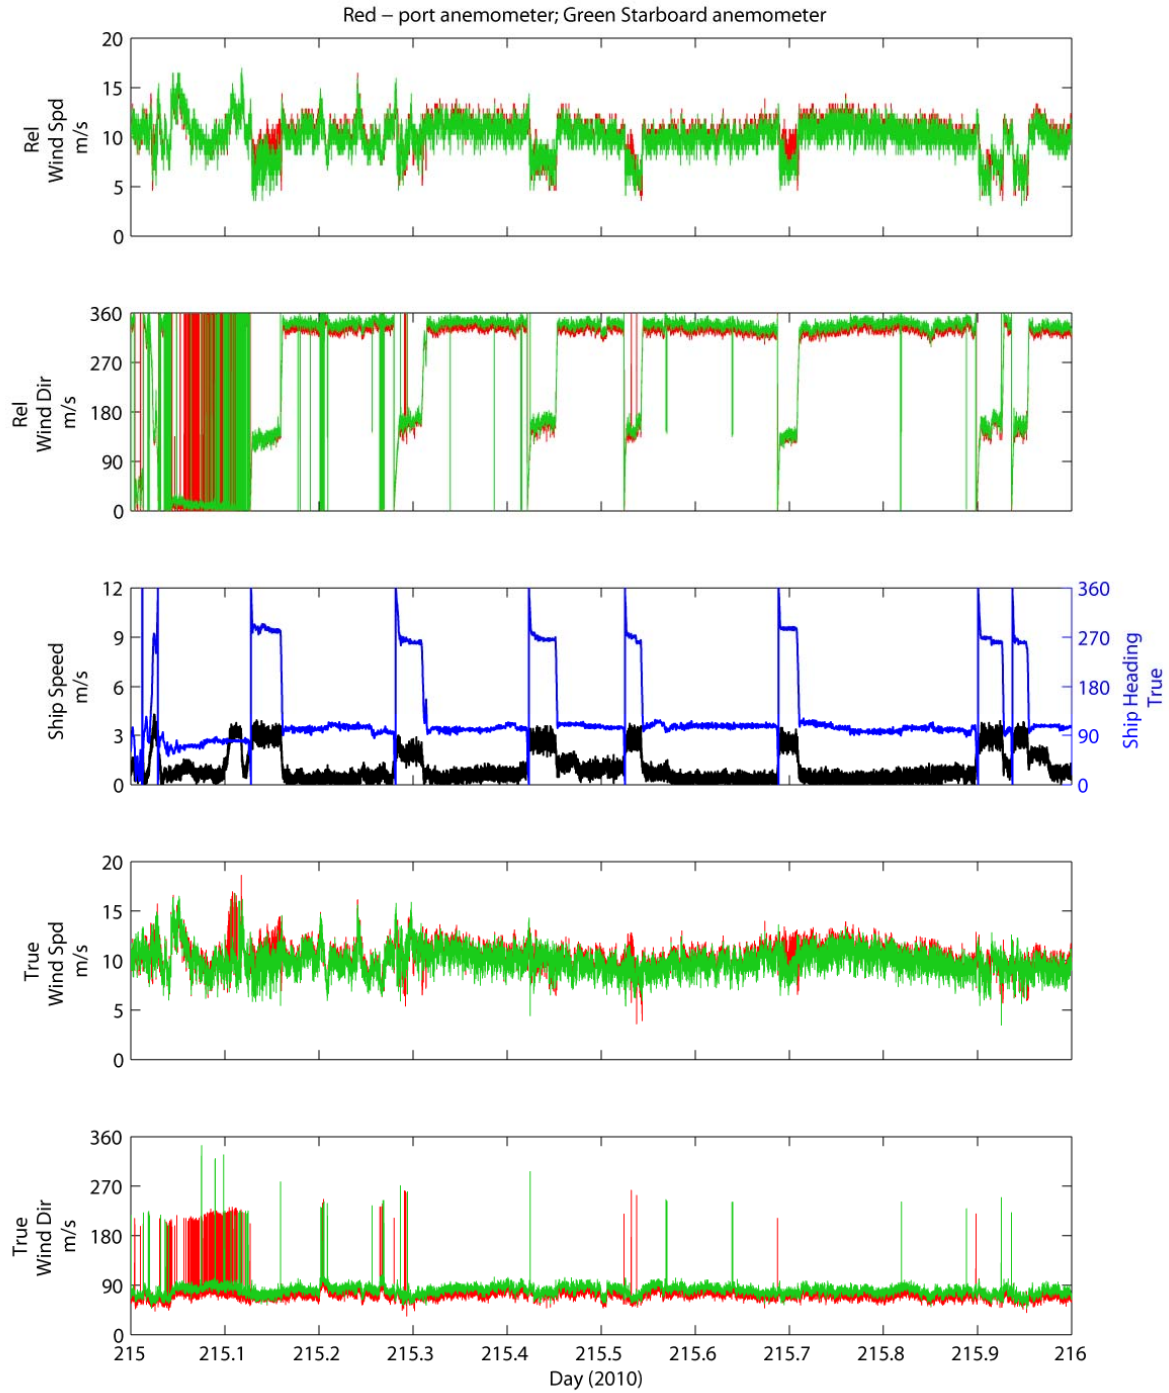 Red − port anemometer; Green Starboard anemometer
20
15
10
5
0
Rel
Wind Spd
m/s
360
270
180
90
0
Rel
Wind Dir
m/s
12
9
6
3
0
Ship Speed
m/s
360
270
180
90
0
Ship Heading
True
20
15
10
5
0
True
Wind Spd
m/s
360
270
180
90
0
True
Wind Dir
m/s
215 215.1 215.2 215.3 215.4 215.5 215.6 215.7 215.8 215.9 216
Day (2010)